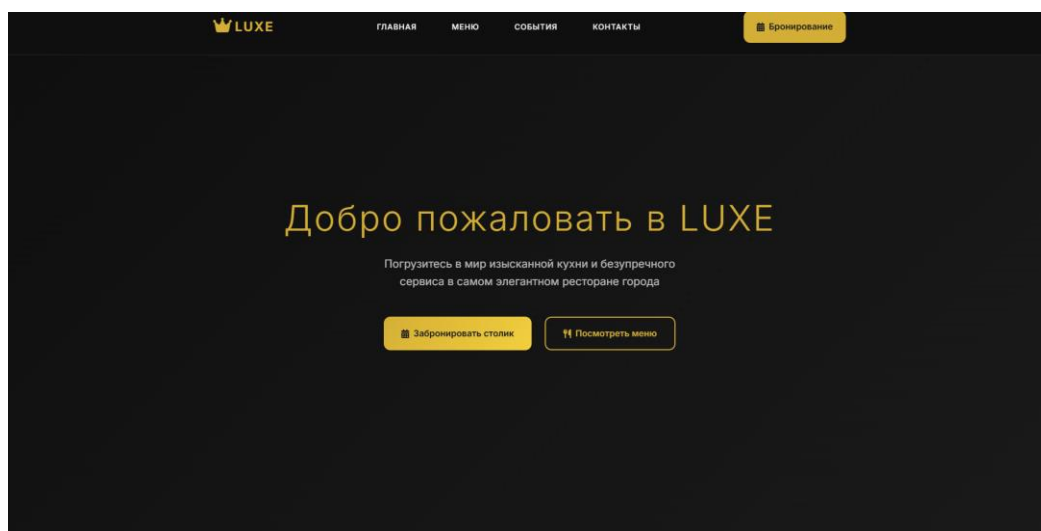 LUXE
ГЛАВНАЯ МЕНЮ СОБЫТИЯ КОНТАКТЫ
Бронирование
Добро пожаловать в LUXE
Погрузитесь в мир изысканной кухни и безупречного
сервиса в самом элегантном ресторане города
Забронировать столик
Посмотреть меню